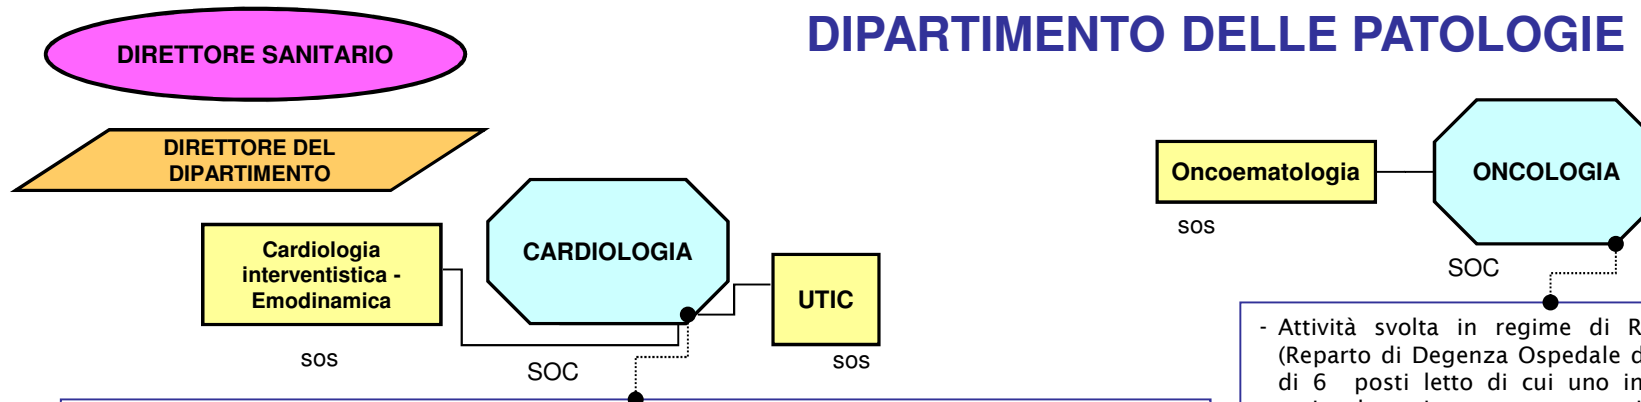 DIPARTIMENTO DELLE PATOLOGIE
DIRETTORE SANITARIO
DIRETTORE DEL
DIPARTIMENTO
Cardiologia
interventistica -
Emodinamica
sos
CARDIOLOGIA
SOC
UTIC
sos
Oncoematologia
sos
ONCOLOGIA
SOC
- Attività svolta in regime di R
(Reparto di Degenza Ospedale d
di 6 posti letto di cui uno in